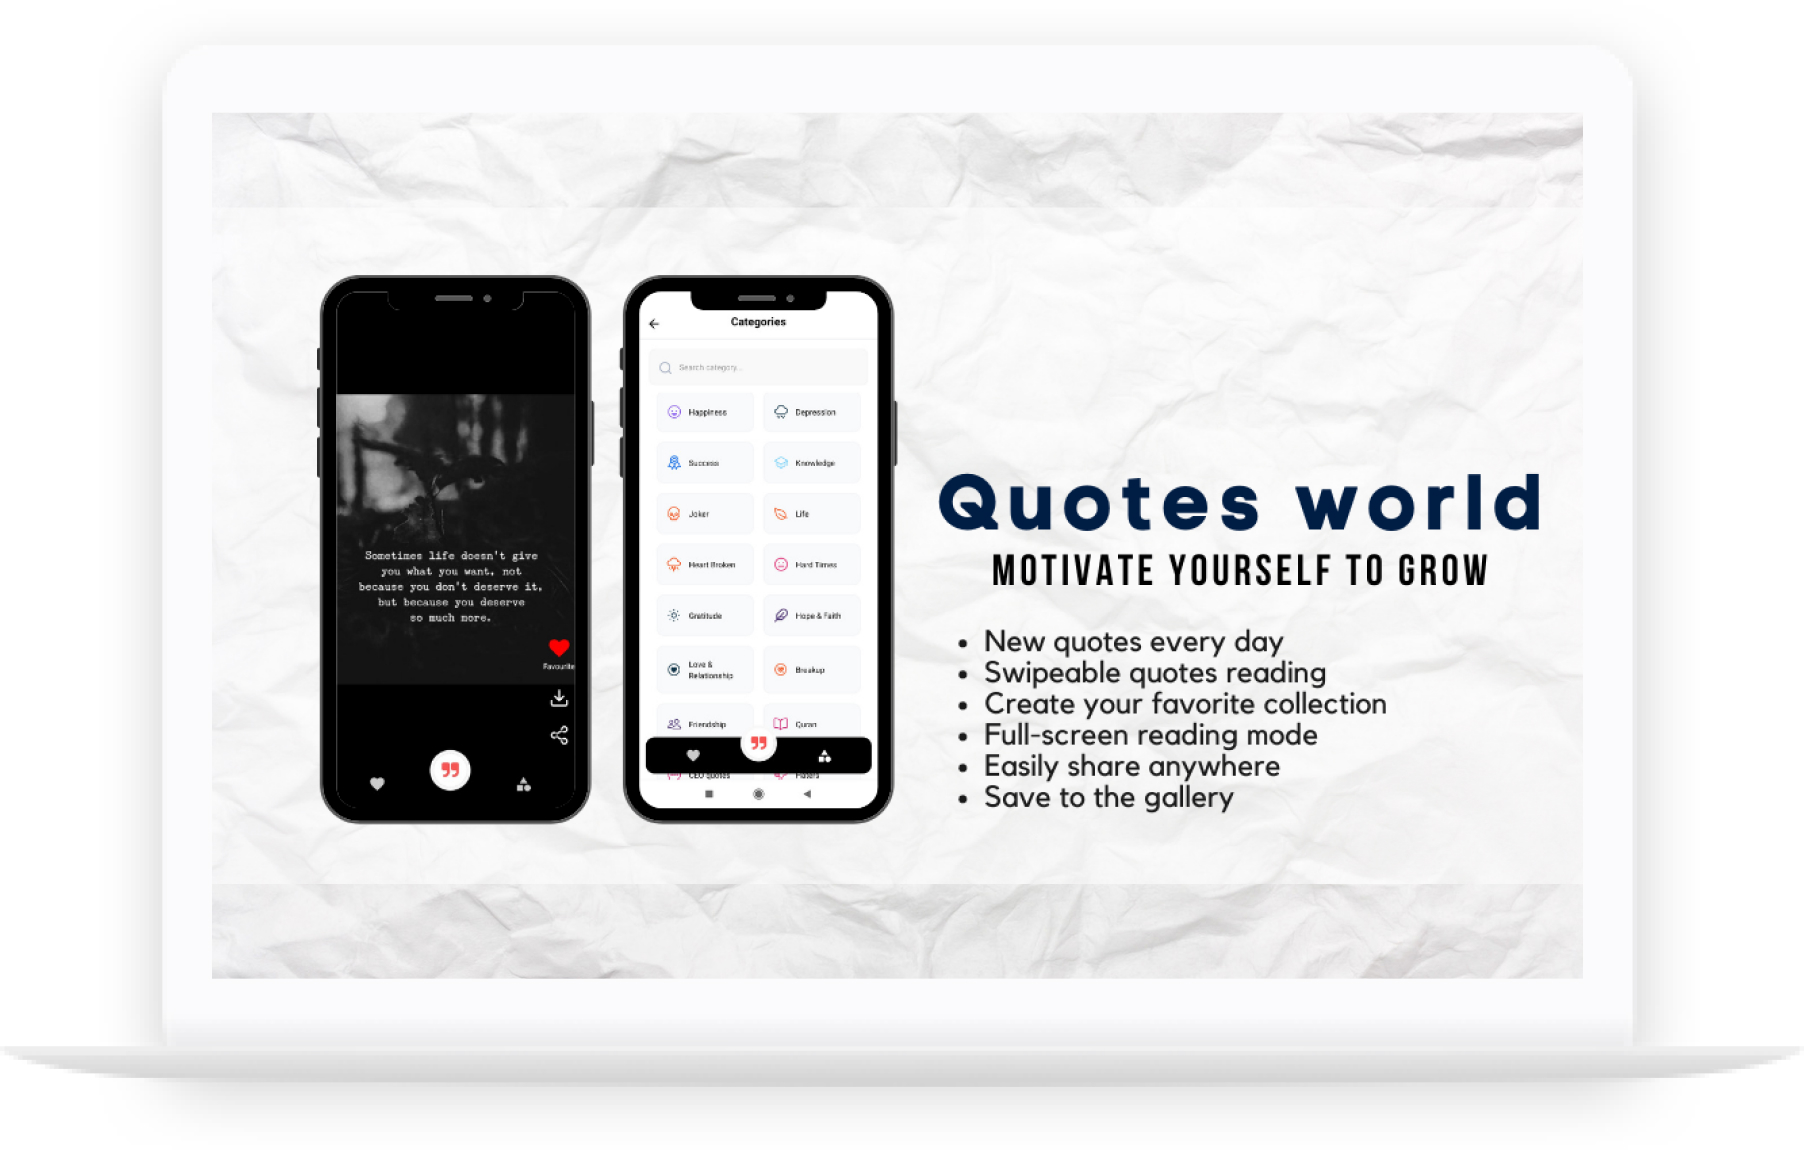 Sometimes life doesn't give
you what you want, not
because you don't deserve it,
but because you deserve
so much more.
Favourite
Categories
Search category...
Happiness
Depression
Success
Knowledge
Joker
Life
Heart Broken
Hard Times
Gratitude
Hope & Faith
Love &
Relationship
Breakup
Friendship
Quran
CEO quotes
Haters
Quotes world
MOTIVATE YOURSELF TO GROW
• New quotes every day
• Swipeable quotes reading
• Create your favorite collection
• Full-screen reading mode
• Easily share anywhere
• Save to the gallery